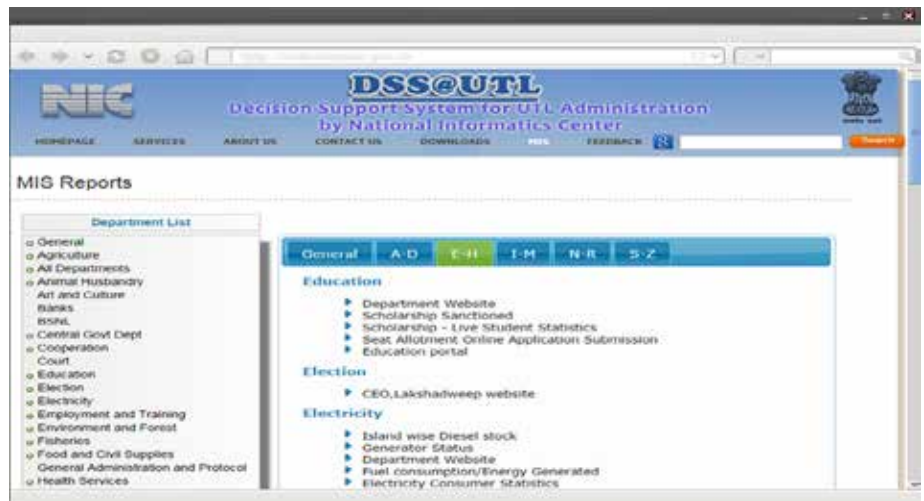 NIC
DSS@UTL
Decision Support System for UTL Administration
by National Informatics Center
HOMEPAGE SERVICES ABOUT US CONTACT US DOWNLOADS MIS FEEDBACK Search
MIS Reports
Department List
General
Agriculture
All Departments
Animal Husbandry
Art and Culture
Banks
BSNL
Central Govt Dept
Cooperation
Court
Education
Election
Electricity
Employment and Training
Environment and Forest
Fisheries
Food and Civil Supplies
General Administration and Protocol
Health Services
General A-D E-H I-M N-R S-Z
Education
Department Website
Scholarship Sanctioned
Scholarship - Live Student Statistics
Seat Allotment Online Application Submission
Education portal
Election
CEO,Lakshadweep website
Electricity
Island wise Diesel stock
Generator Status
Department Website
Fuel consumption/Energy Generated
Electricity Consumer Statistics